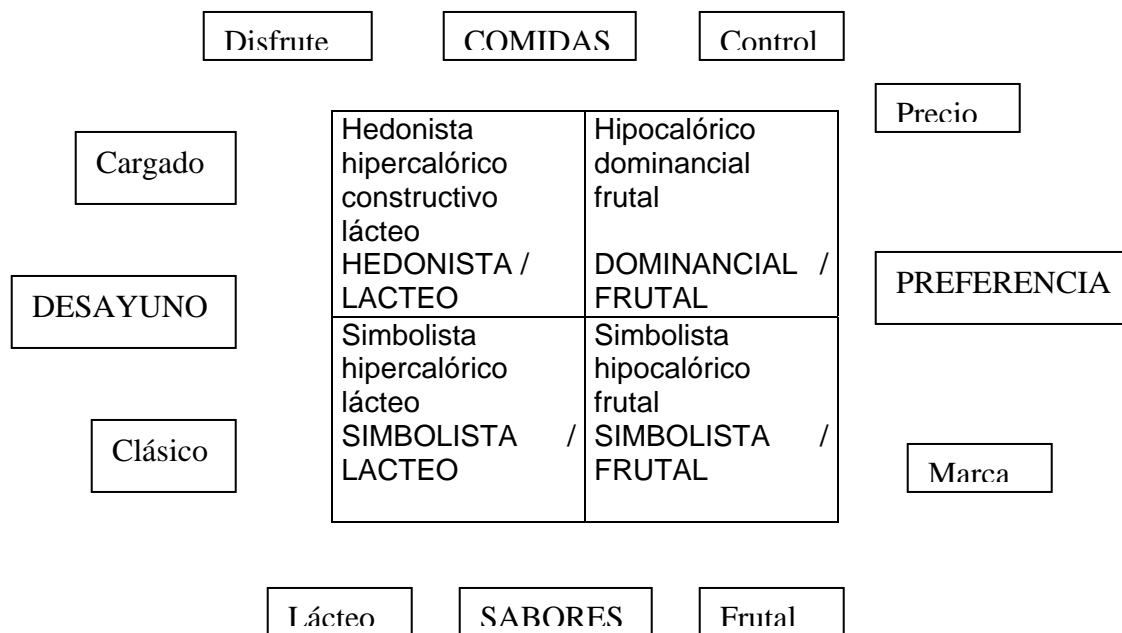 Disfrute COMIDAS Control
Precio
Cargado
Hedonista
hipercalórico
constructivo
lácteo
HEDONISTA /
LACTEO
Hipocalórico
dominancial
frutal
DOMINANCIAL /
FRUTAL
DESAYUNO
PREFERENCIA
Simbolista
hipercalórico
lácteo
SIMBOLISTA /
LACTEO
Simbolista
hipocalórico
frutal
SIMBOLISTA /
FRUTAL
Clásico
Marca
Lácteo SABORES Frutal